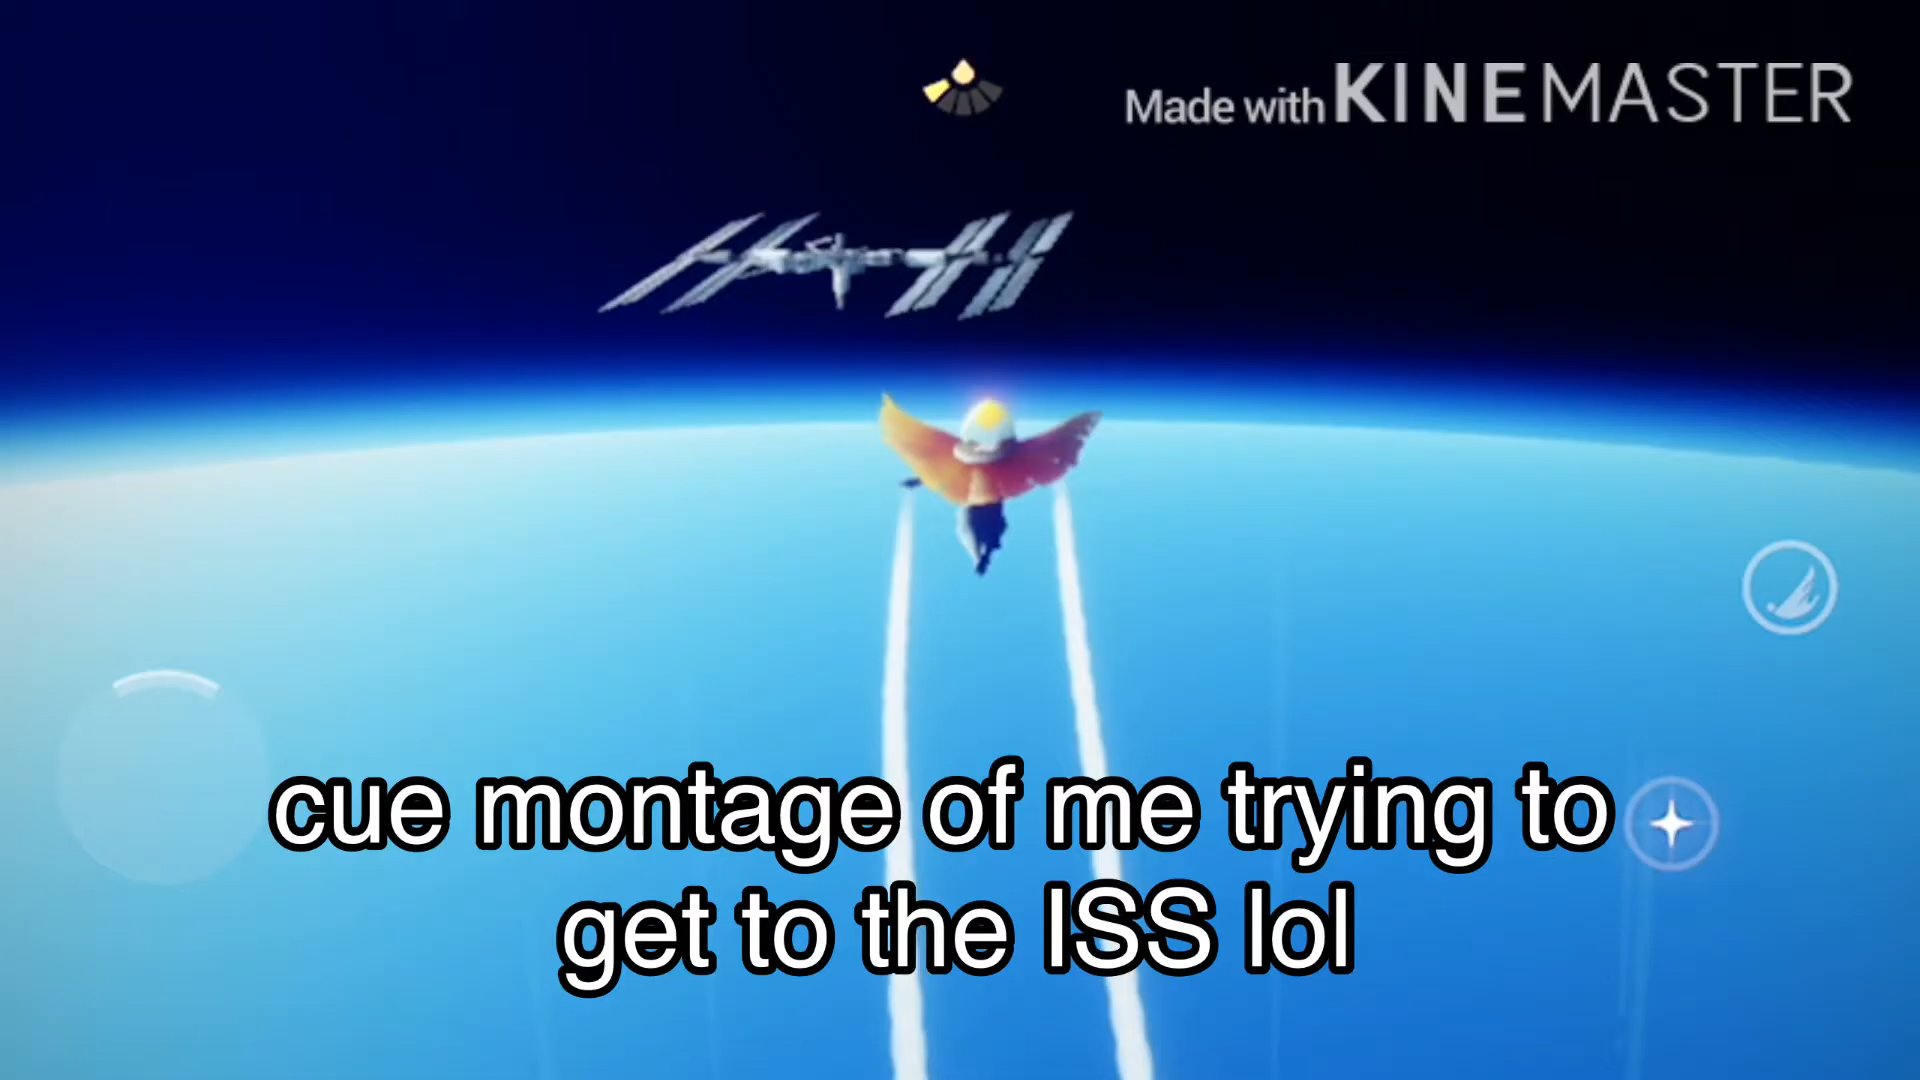 Made with KINEMASTER
cue montage of me trying to
get to the ISS lol